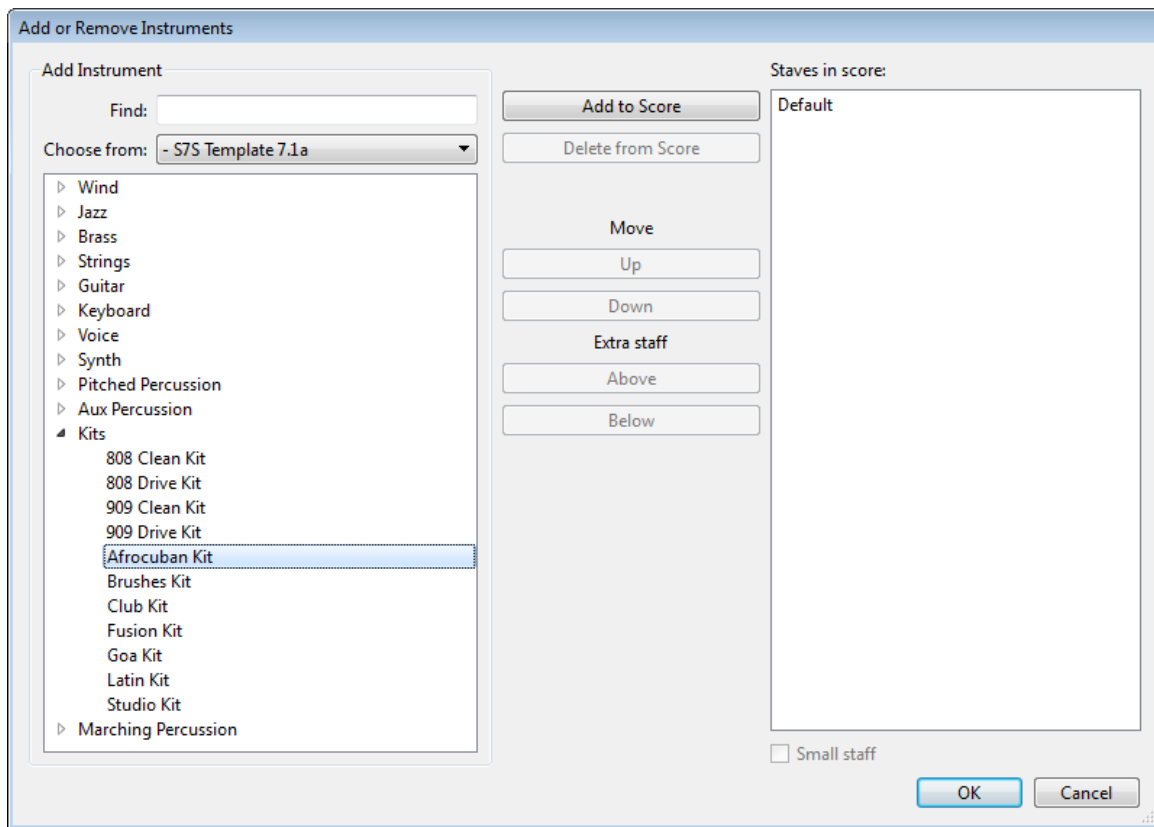 Add or Remove Instruments
Add Instrument
Find:
Choose from: - S7S Template 7.1a
Wind
Jazz
Brass
Strings
Guitar
Keyboard
Voice
Synth
Pitched Percussion
Aux Percussion
Kits
808 Clean Kit
808 Drive Kit
909 Clean Kit
909 Drive Kit
Afrocuban Kit
Brushes Kit
Club Kit
Fusion Kit
Goa Kit
Latin Kit
Studio Kit
Marching Percussion
Add to Score
Delete from Score
Move
Up
Down
Extra staff
Above
Below
Staves in score:
Default
Small staff
OK
Cancel